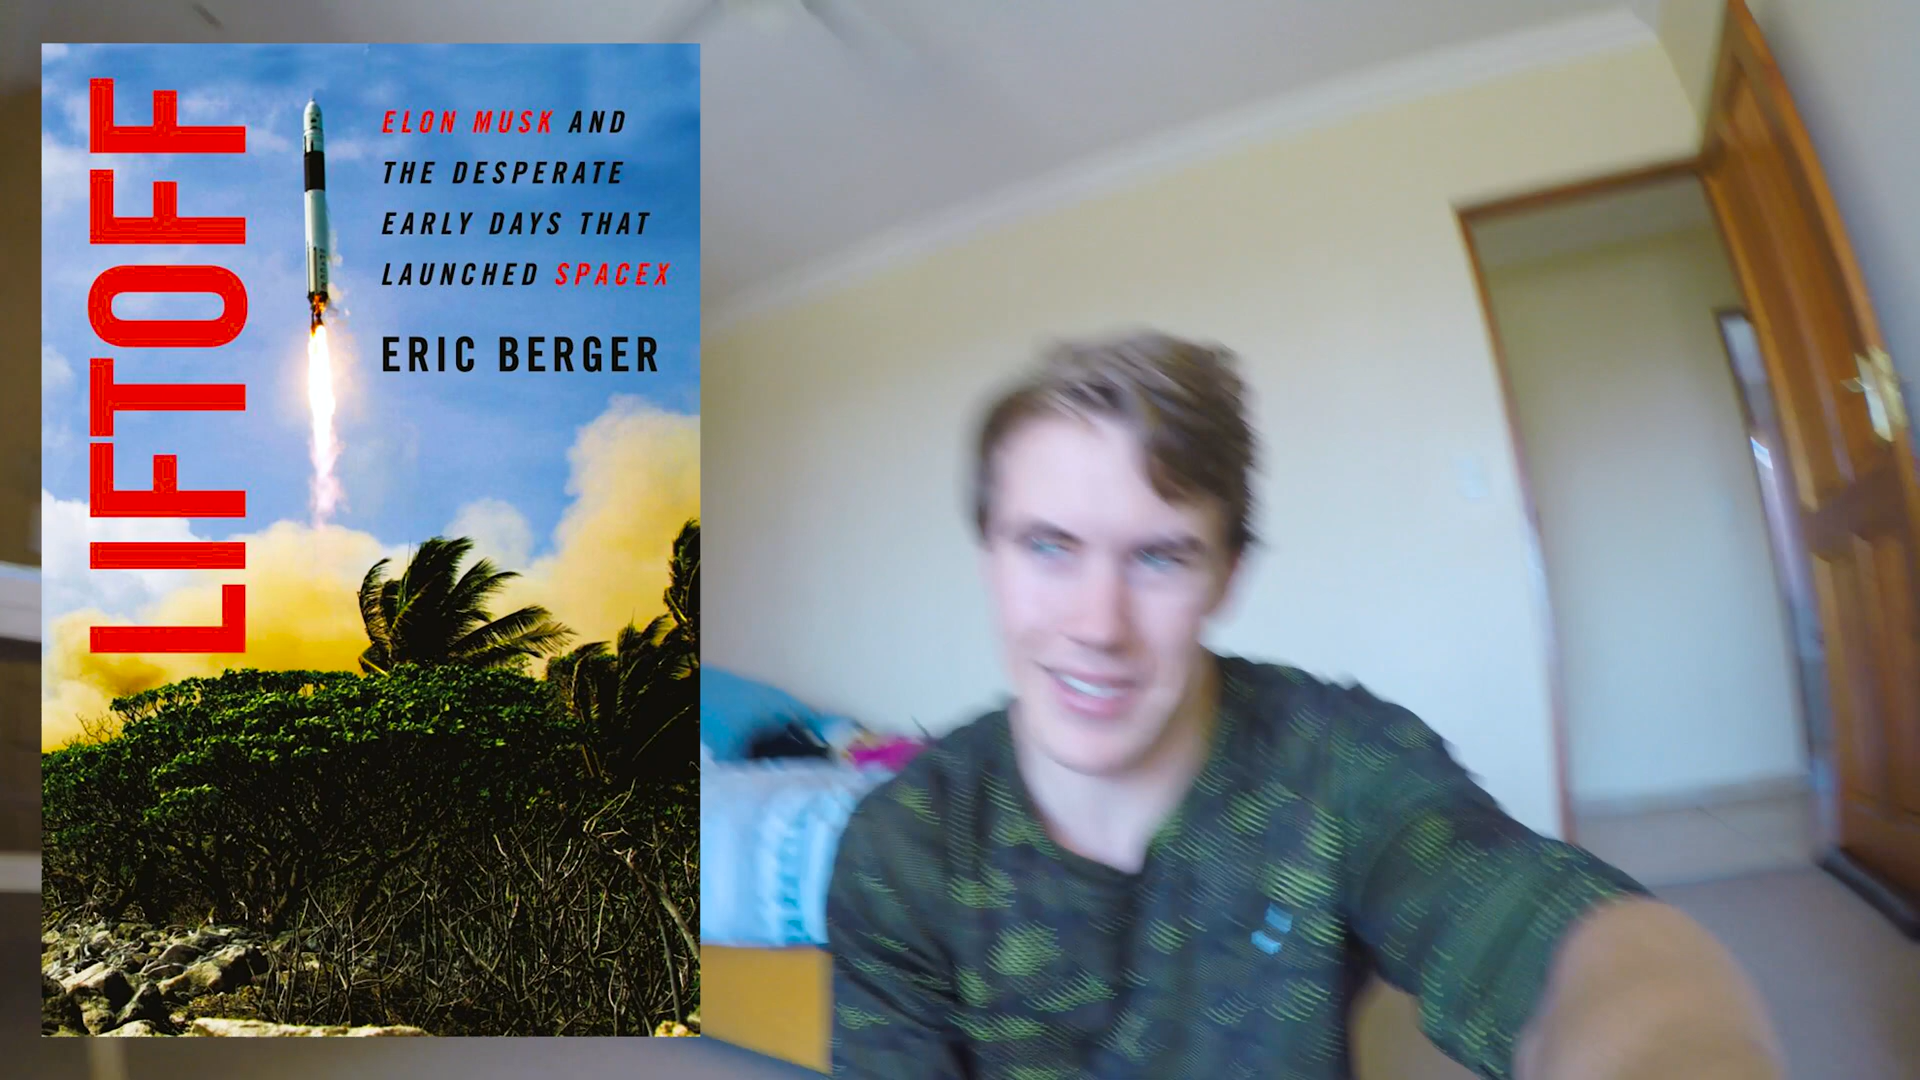 LIFTOFF
ELON MUSK AND
THE DESPERATE
EARLY DAYS THAT
LAUNCHED SPACEX
ERIC BERGER